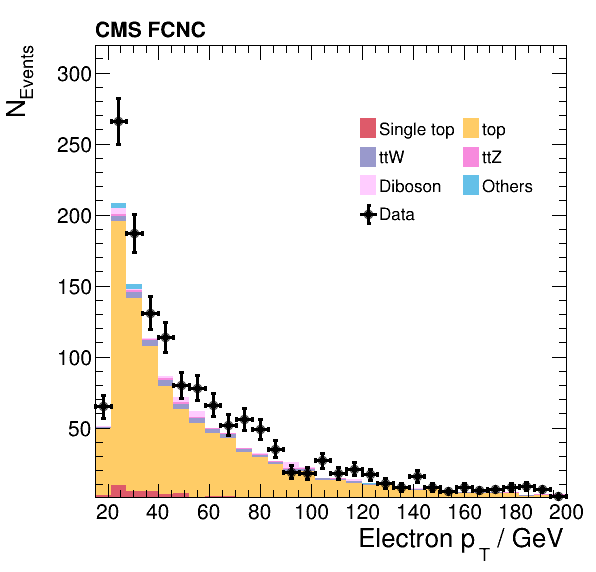 CMS FCNC
N_Events
300
250
200
150
100
50
Single top top
ttW ttZ
Diboson Others
Data
20 40 60 80 100 120 140 160 180 200
Electron p_T / GeV